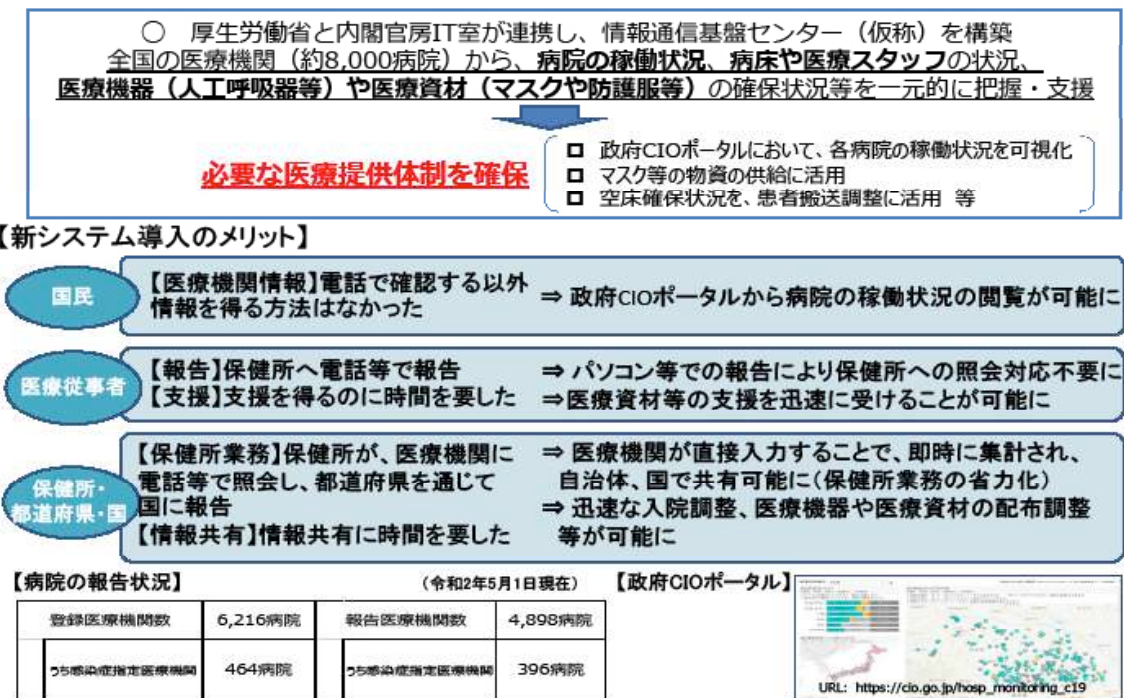 ○ 厚生労働省と内閣官房IT室が連携し、情報通信基盤センター（仮称）を構築
全国の医療機関（約8,000病院）から、病院の稼働状況、病床や医療スタッフの状況、
医療機器（人工呼吸器等）や医療資材（マスクや防護服等）の確保状況等を一元的に把握・支援
必要な医療提供体制を確保
□ 政府CIOポータルにおいて、各病院の稼働状況を可視化
□ マスク等の物資の供給に活用
□ 空床確保状況を、患者搬送調整に活用 等
【新システム導入のメリット】
国民
【医療機関情報】電話で確認する以外
情報を得る方法はなかった
⇒ 政府CIOポータルから病院の稼働状況の閲覧が可能に
医療従事者
【報告】保健所へ電話等で報告
【支援】支援を得るのに時間を要した
⇒ パソコン等での報告により保健所への照会対応不要に
⇒医療資材等の支援を迅速に受けることが可能に
保健所・
都道府県・国
【保健所業務】保健所が、医療機関に
電話等で照会し、都道府県を通じて
国に報告
【情報共有】情報共有に時間を要した
⇒ 医療機関が直接入力することで、即時に集計され、
自治体、国で共有可能に（保健所業務の省力化）
⇒ 迅速な入院調整、医療機器や医療資材の配布調整
等が可能に
【病院の報告状況】 （令和2年5月1日現在）
登録医療機関数 6,216病院 報告医療機関数 4,898病院
うち感染症指定医療機関 464病院 うち感染症指定医療機関 396病院
【政府CIOポータル】
URL: https://cio.go.jp/hosp_monitoring_c19